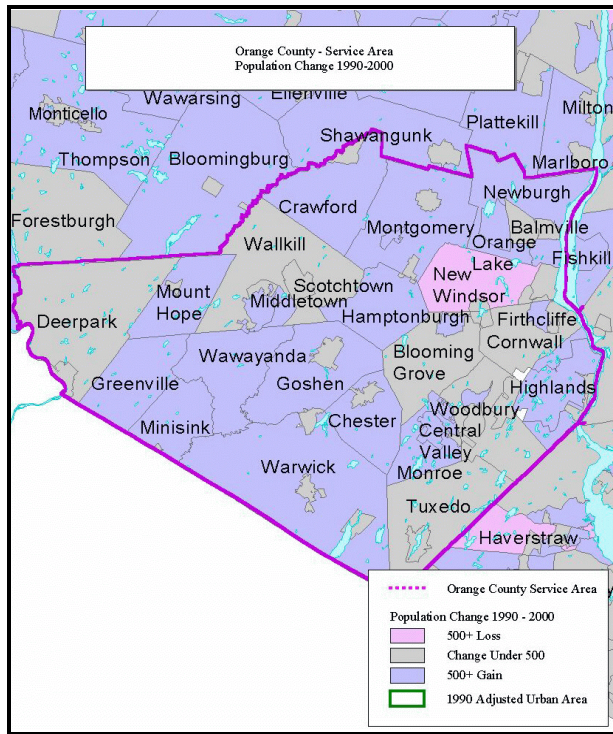 Orange County - Service Area
Population Change 1990-2000
Ellenville
Wawarsing
Monticello
Milton
Plattekill
Shawangunk
Thompson
Bloomingburg
Marlboro
Newburgh
Crawford
Forestburgh
Montgomery
Balmville
Wallkill
Orange
Lake
Fishkill
New
Windsor
Scotchtown
Mount
Hope
Middletown
Hamptonburgh
Firthcliffe
Deerpark
Cornwall
Wawayanda
Blooming
Grove
Greenville
Goshen
Highlands
Woodbury
Chester
Minisink
Central
Valley
Warwick
Monroe
Tuxedo
Haverstraw
Orange County Service Area
Population Change 1990 - 2000
500+ Loss
Change Under 500
500+ Gain
1990 Adjusted Urban Area